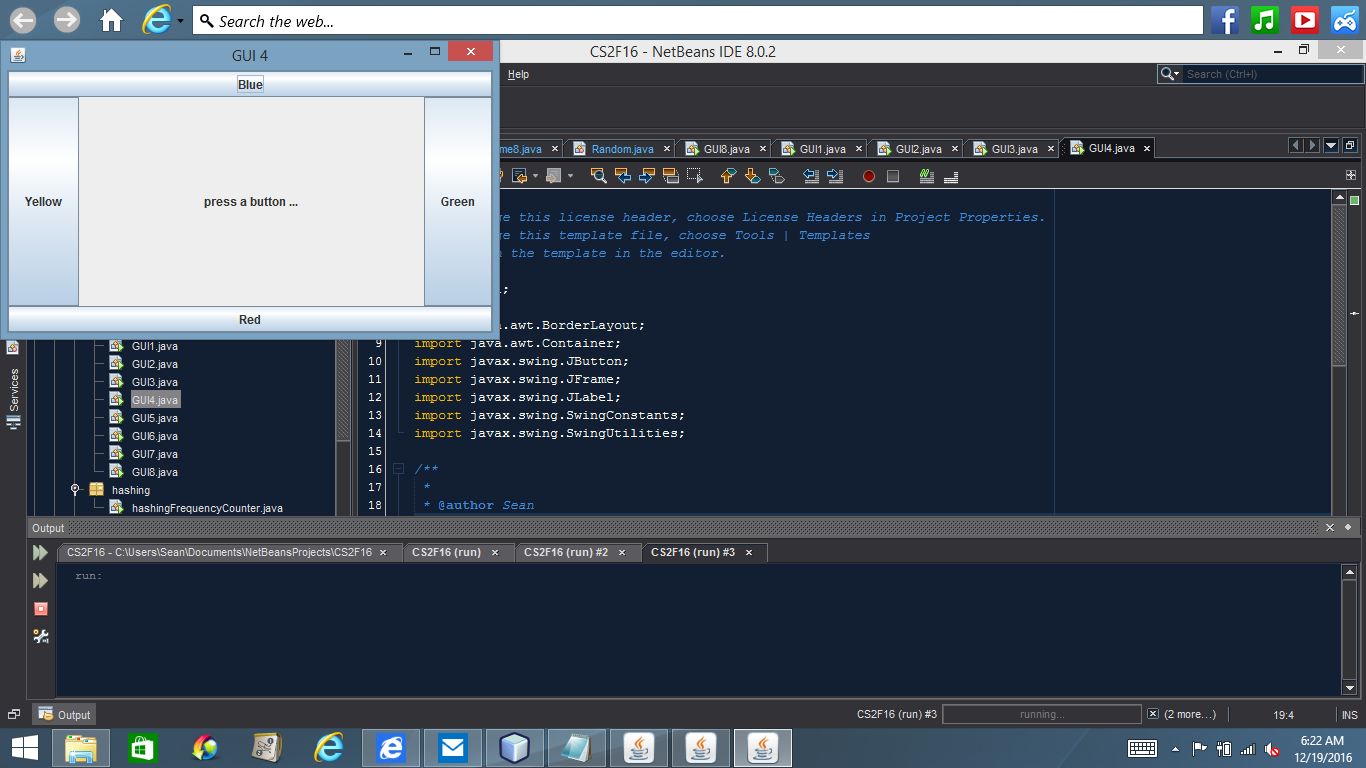 Search the web...
GUI 4
CS2F16 - NetBeans IDE 8.0.2
Help
Search (Ctrl+I)
Blue
Yellow
press a button ...
Green
Red
me8.java
Random.java
GUI8.java
GUI1.java
GUI2.java
GUI3.java
GUI4.java
this license header, choose License Headers in Project Properties.
this template file, choose Tools | Templates
the template in the editor.
.awt.BorderLayout;
9 import java.awt.Container;
10 import javax.swing.JButton;
11 import javax.swing.JFrame;
12 import javax.swing.JLabel;
13 import javax.swing.SwingConstants;
14 import javax.swing.SwingUtilities;
15
16 /**
17 *
18 * @author Sean
Services
GUI1.java
GUI2.java
GUI3.java
GUI4.java
GUI5.java
GUI6.java
GUI7.java
GUI8.java
hashing
hashingFrequencyCounter.java
Output
CS2F16 - C:\Users\Sean\Documents\NetBeansProjects\CS2F16
CS2F16 (run)
CS2F16 (run) #2
CS2F16 (run) #3
run:
Output
CS2F16 (run) #3
running...
(2 more...)
19:4
INS
6:22 AM
12/19/2016